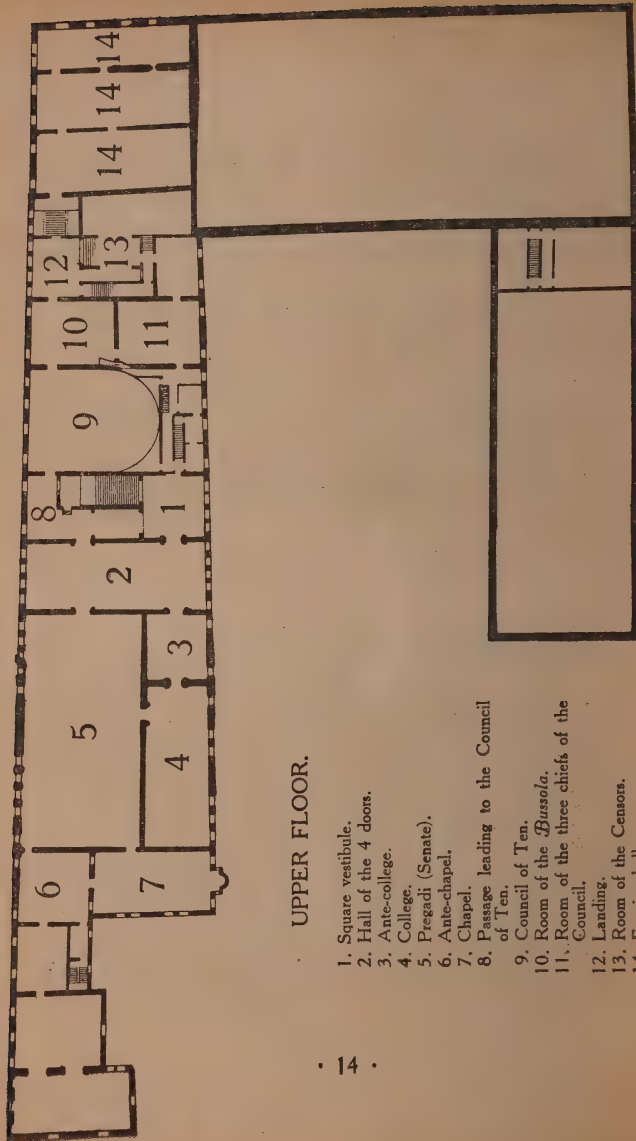 6
5
8
9
10
12
14
14
14
2
13
7
4
3
1
11
UPPER FLOOR.
1. Square vestibule.
2. Hall of the 4 doors.
3. Ante-college.
4. College.
5. Pregadi (Senate).
6. Ante-chapel.
7. Chapel.
8. Passage leading to the Council
of Ten.
9. Council of Ten.
10. Room of the Bussola.
11. Room of the three chiefs of the
Council.
12. Landing.
13. Room of the Censors.
· 14 ·